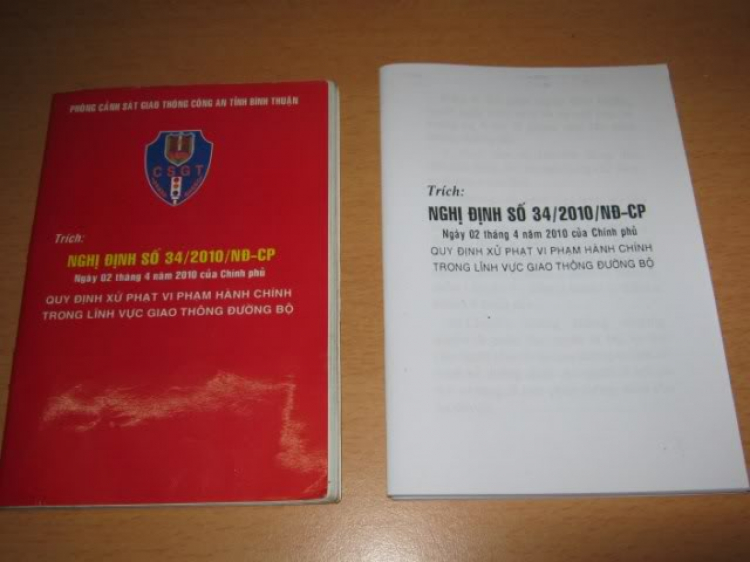 PHÒNG CẢNH SÁT GIAO THÔNG CÔNG AN TỈNH BÌNH THUẬN
CSGT
Trích:
NGHỊ ĐỊNH SỐ 34/2010/NĐ-CP
Ngày 02 tháng 4 năm 2010 của Chính phủ
QUY ĐỊNH XỬ PHẠT VI PHẠM HÀNH CHÍNH
TRONG LĨNH VỰC GIAO THÔNG ĐƯỜNG BỘ
Trích:
NGHỊ ĐỊNH SỐ 34/2010/NĐ-CP
Ngày 02 tháng 4 năm 2010 của Chính phủ
QUY ĐỊNH XỬ PHẠT VI PHẠM HÀNH CHÍNH
TRONG LĨNH VỰC GIAO THÔNG ĐƯỜNG BỘ